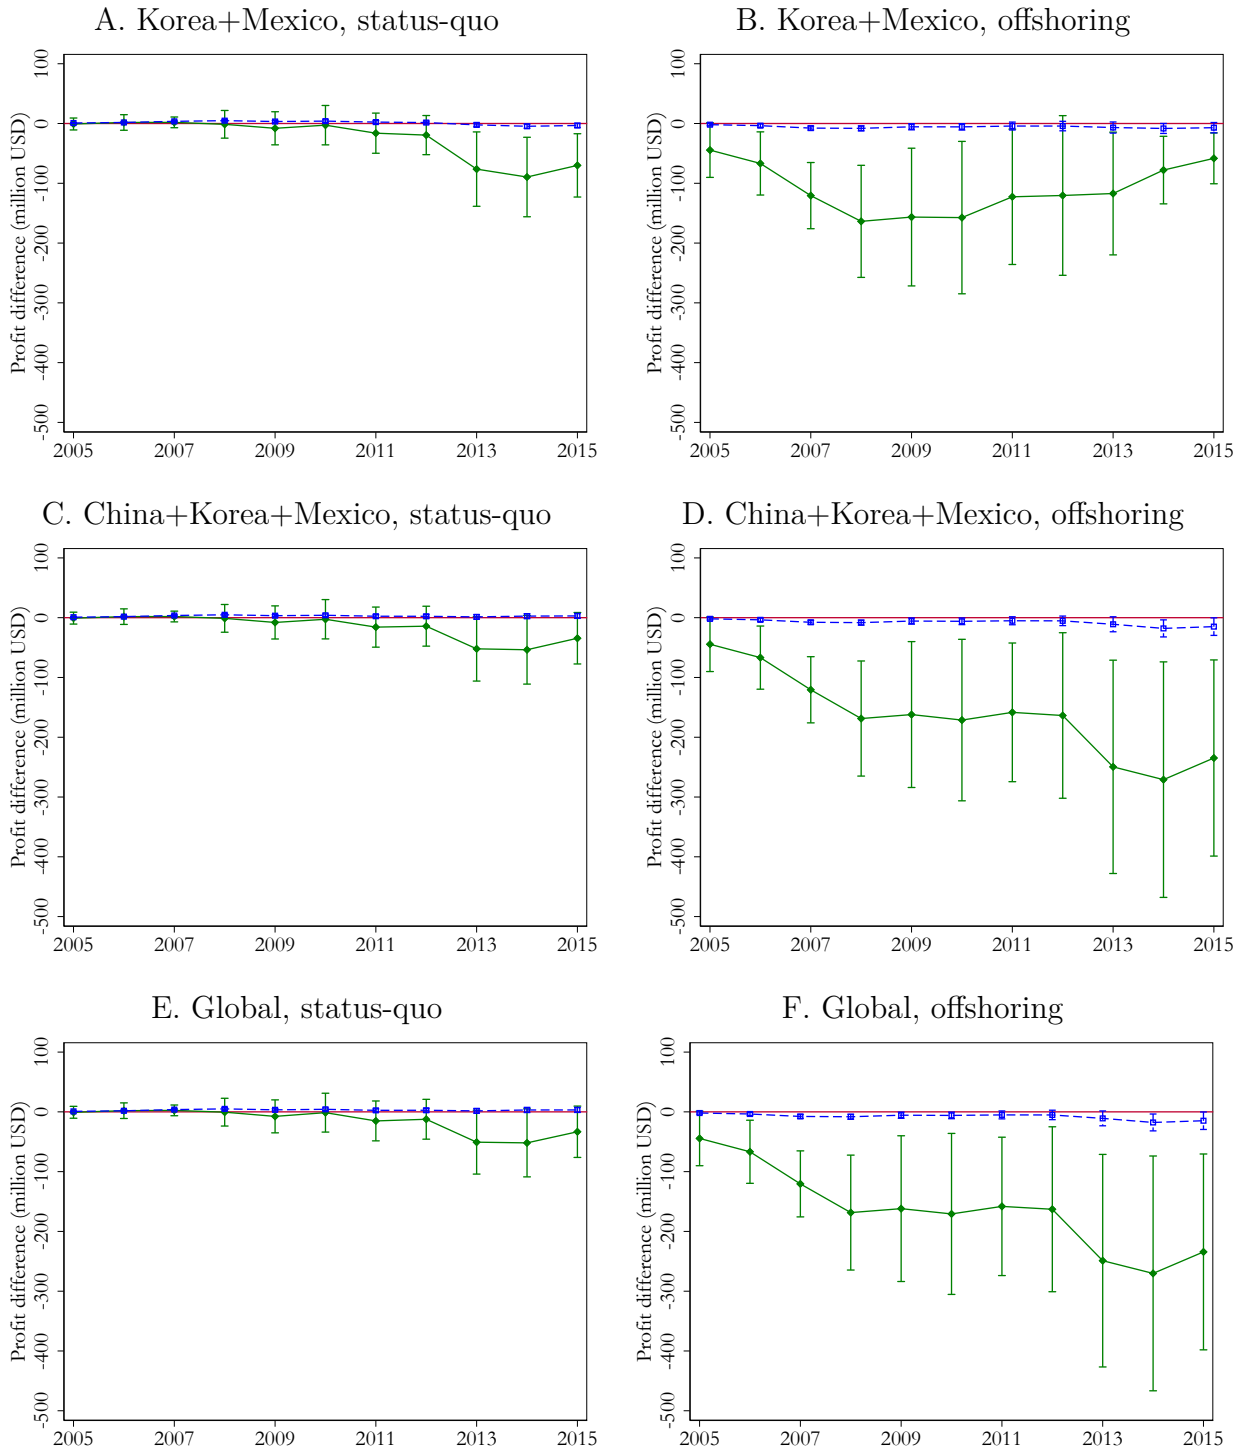 A. Korea+Mexico, status-quo
Profit difference (million USD)
100
0
-100
-200
-300
-400
-500
2005 2007 2009 2011 2013 2015
B. Korea+Mexico, offshoring
Profit difference (million USD)
100
0
-100
-200
-300
-400
-500
2005 2007 2009 2011 2013 2015
C. China+Korea+Mexico, status-quo
Profit difference (million USD)
100
0
-100
-200
-300
-400
-500
2005 2007 2009 2011 2013 2015
D. China+Korea+Mexico, offshoring
Profit difference (million USD)
100
0
-100
-200
-300
-400
-500
2005 2007 2009 2011 2013 2015
E. Global, status-quo
Profit difference (million USD)
100
0
-100
-200
-300
-400
-500
2005 2007 2009 2011 2013 2015
F. Global, offshoring
Profit difference (million USD)
100
0
-100
-200
-300
-400
-500
2005 2007 2009 2011 2013 2015